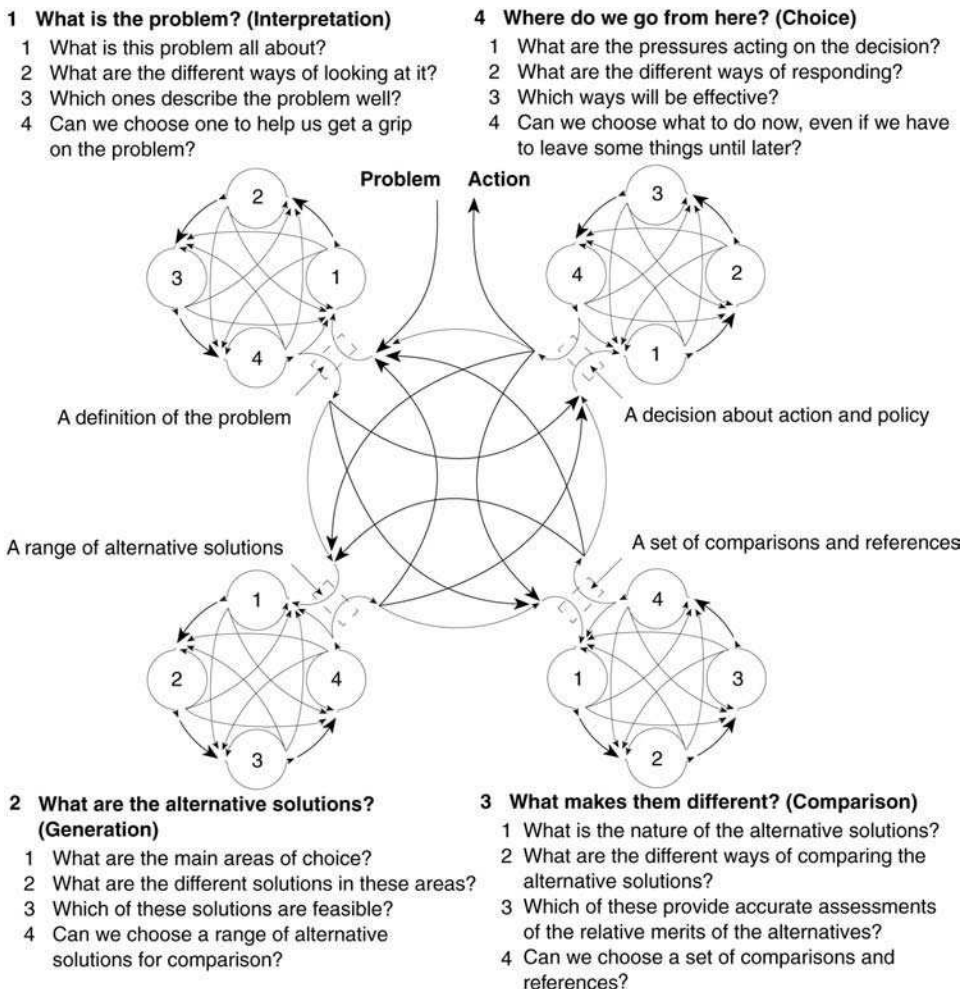 1 What is the problem? (Interpretation)
1 What is this problem all about?
2 What are the different ways of looking at it?
3 Which ones describe the problem well?
4 Can we choose one to help us get a grip
on the problem?
4 Where do we go from here? (Choice)
1 What are the pressures acting on the decision?
2 What are the different ways of responding?
3 Which ways will be effective?
4 Can we choose what to do now, even if we have
to leave some things until later?
Problem Action
2
3
1
4
3
4
2
1
A definition of the problem
A decision about action and policy
A range of alternative solutions
A set of comparisons and references
1
2
4
3
4
1
3
2
2 What are the alternative solutions?
(Generation)
1 What are the main areas of choice?
2 What are the different solutions in these areas?
3 Which of these solutions are feasible?
4 Can we choose a range of alternative
solutions for comparison?
3 What makes them different? (Comparison)
1 What is the nature of the alternative solutions?
2 What are the different ways of comparing the
alternative solutions?
3 Which of these provide accurate assessments
of the relative merits of the alternatives?
4 Can we choose a set of comparisons and
references?